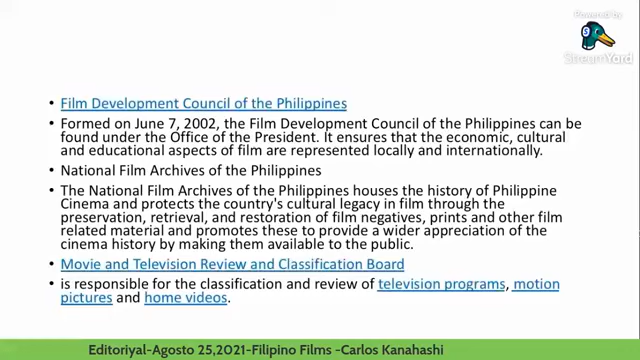 Powered by
StreamYard
• Film Development Council of the Philippines
• Formed on June 7, 2002, the Film Development Council of the Philippines can be
found under the Office of the President. It ensures that the economic, cultural
and educational aspects of film are represented locally and internationally.
• National Film Archives of the Philippines
• The National Film Archives of the Philippines houses the history of Philippine
Cinema and protects the country's cultural legacy in film through the
preservation, retrieval, and restoration of film negatives, prints and other film
related material and promotes these to provide a wider appreciation of the
cinema history by making them available to the public.
• Movie and Television Review and Classification Board
• is responsible for the classification and review of television programs, motion
pictures and home videos.
Editoriyal-Agosto 25,2021-Filipino Films -Carlos Kanahashi